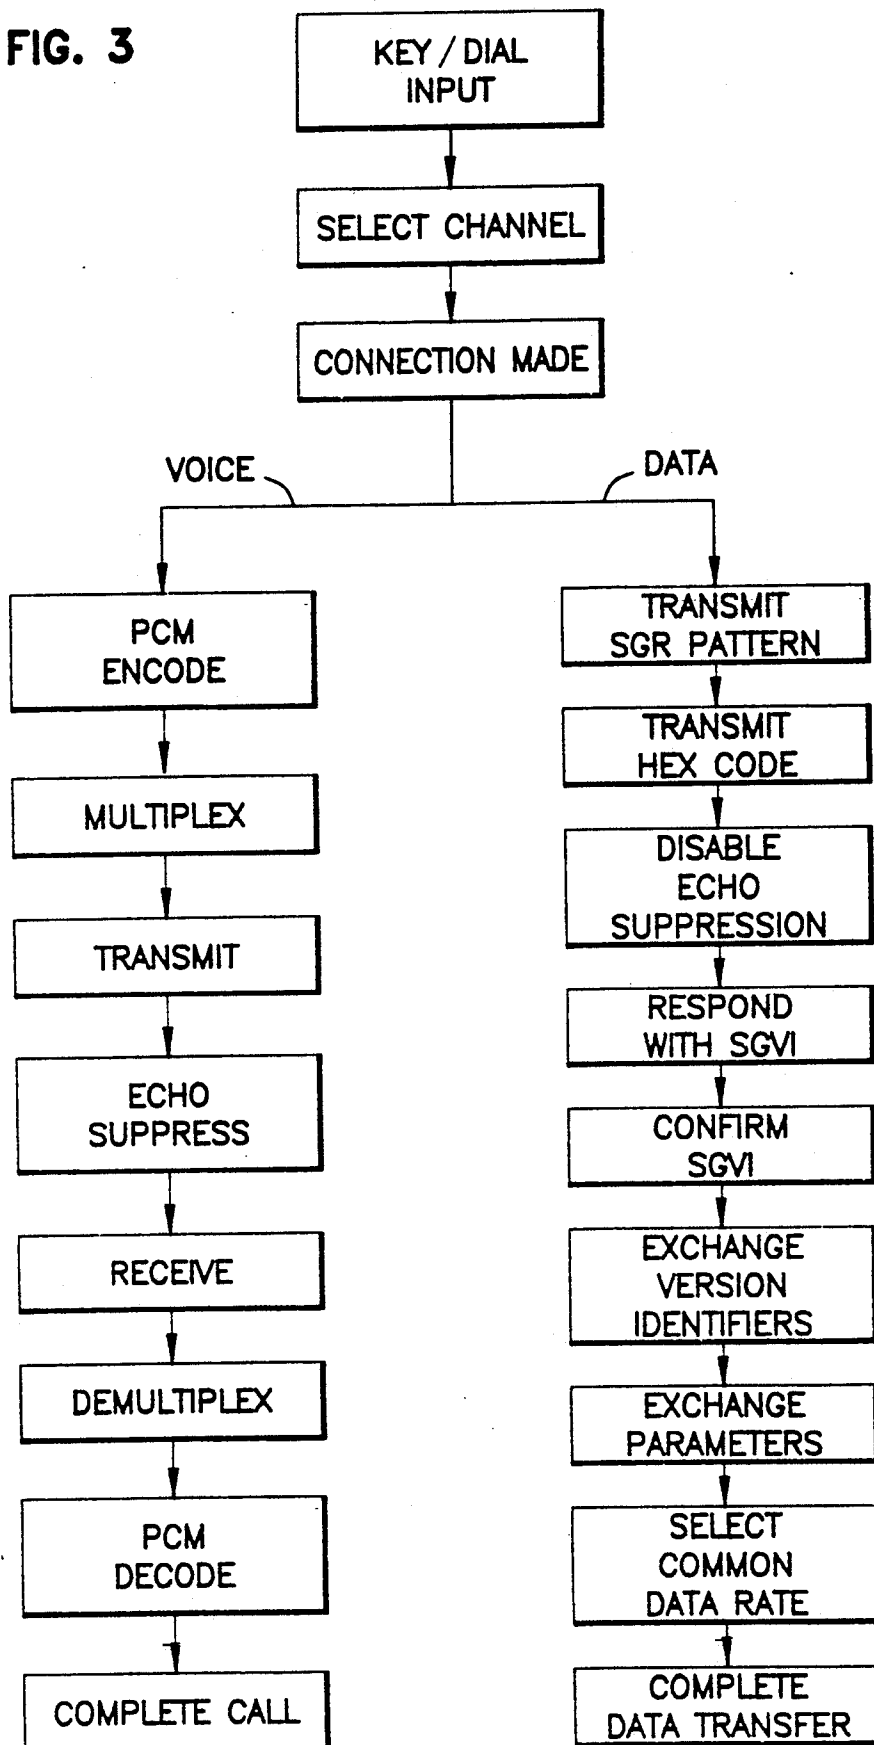 FIG. 3
KEY / DIAL
INPUT
SELECT CHANNEL
CONNECTION MADE
VOICE
DATA
PCM
ENCODE
MULTIPLEX
TRANSMIT
ECHO
SUPPRESS
RECEIVE
DEMULTIPLEX
PCM
DECODE
COMPLETE CALL
TRANSMIT
SGR PATTERN
TRANSMIT
HEX CODE
DISABLE
ECHO
SUPPRESSION
RESPOND
WITH SGVI
CONFIRM
SGVI
EXCHANGE
VERSION
IDENTIFIERS
EXCHANGE
PARAMETERS
SELECT
COMMON
DATA RATE
COMPLETE
DATA TRANSFER